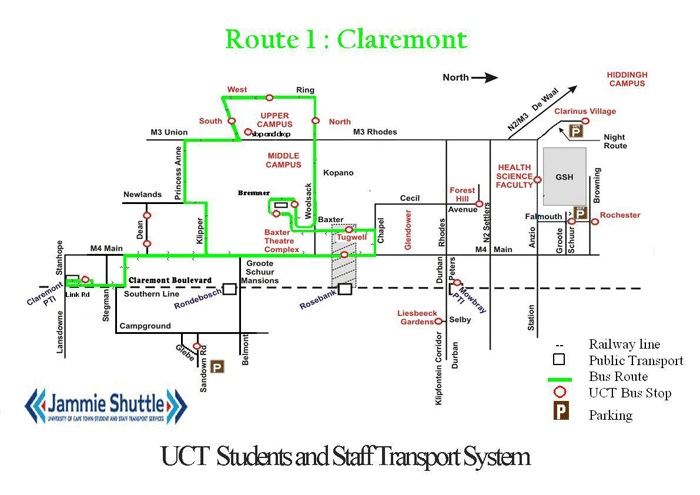 Route 1 : Claremont
North
HIDDINGH
CAMPUS
N2/M3 De Waal
Clarinus Village
P
Night
Route
West
Ring
South
UPPER
CAMPUS
stop and drop
North
M3 Union
M3 Rhodes
Princess Anne
MIDDLE
CAMPUS
Kopano
HEALTH
SCIENCE
FACULTY
GSH
Browning
Newlands
Bremner
Woolsack
Forest
Hill
Cecil
Avenue
Dean
Klipper
Baxter
Tugwell
Chapel
Glendower
Rhodes
N2 Settlers
Anzio
Falmouth
P
Rochester
Groote
Schuur
Baxter
Theatre
Complex
Stanhope
M4 Main
M4
Main
Groote
Schuur
Mansions
Claremont
PTI
Link Rd
Claremont Boulevard
Southern Line
Stegman
Rondebosch
Rosebank
Durban
Peters
Mowbray
PTI
Lansdowne
Campground
Belmont
Glebe
Sandown Rd
P
Liesbeeck
Gardens
Selby
Klipfontein Corridor
Durban
Station
-- Railway line
Public Transport
Bus Route
UCT Bus Stop
P Parking
Jammie Shuttle
UNIVERSITY OF CAPE TOWN STUDENT AND STAFF TRANSPORT SERVICES
UCT Students and Staff Transport System